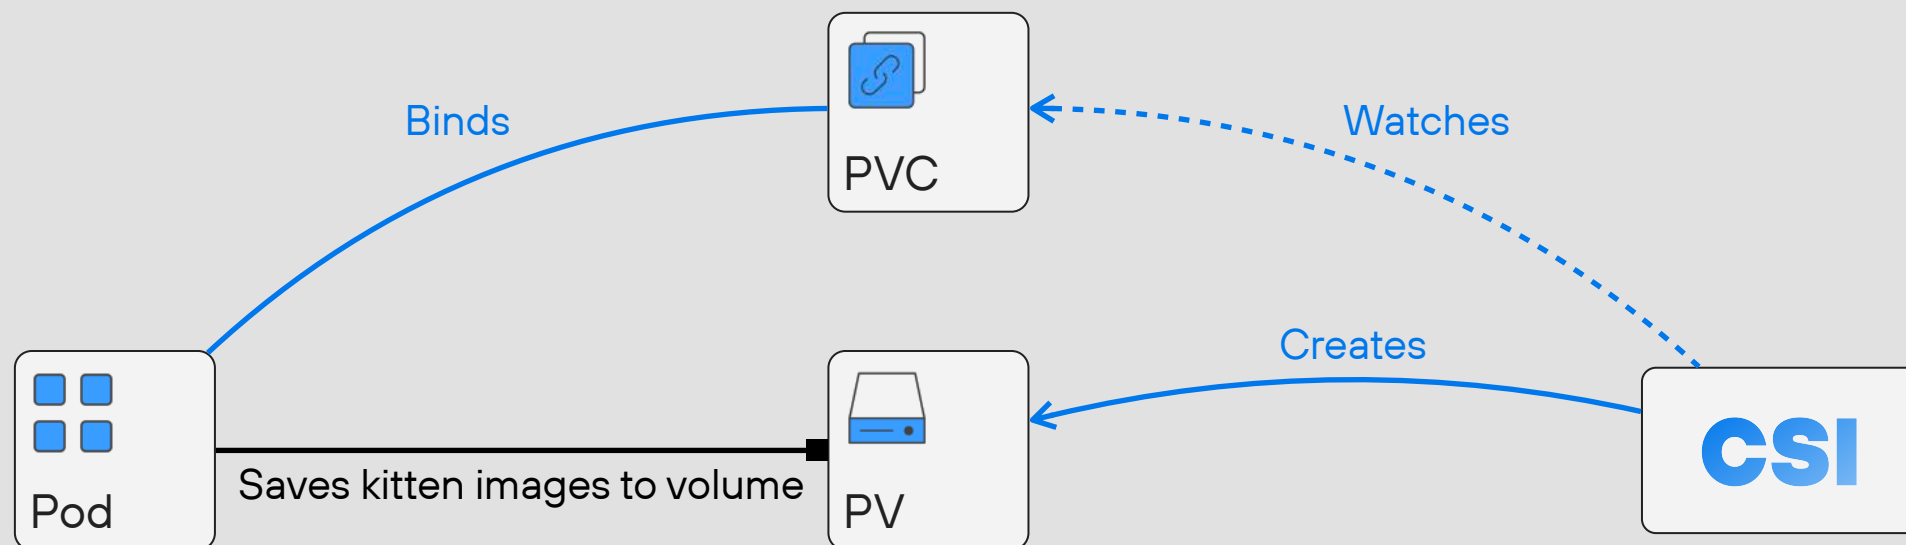 Binds
Watches
PVC
Creates
CSI
Saves kitten images to volume
Pod
PV